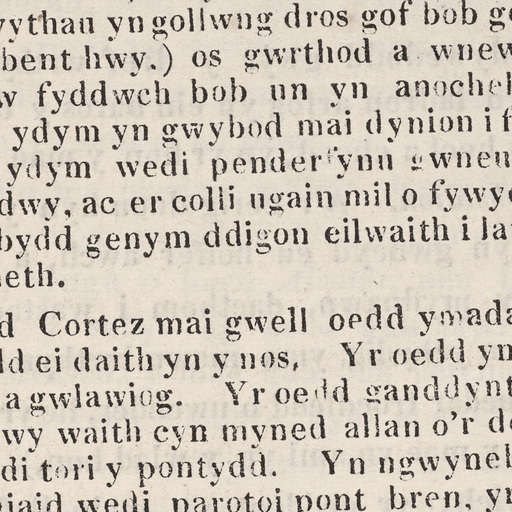 wythau yn gollwng dros gof bob
bent hwy.) os gwrthod a wnew
w fyddwch bob un yn anochel
ydym yn gwybod mai dynion i f
ydym wedi penderfynu gwneu
dwy, ac er colli ugain mil o fywy
bydd genym ddigon eilwaith i la
eth.
d Cortez mai gwell oedd ymada
ld ei daith yn y nos, Yr oedd yn
a gwlawiog. Yr oedd ganddynt
wy waith cyn myned allan o'r d
di tori y pontydd. Yn ngwynel
iaid wedi parotoi pont bren, yr